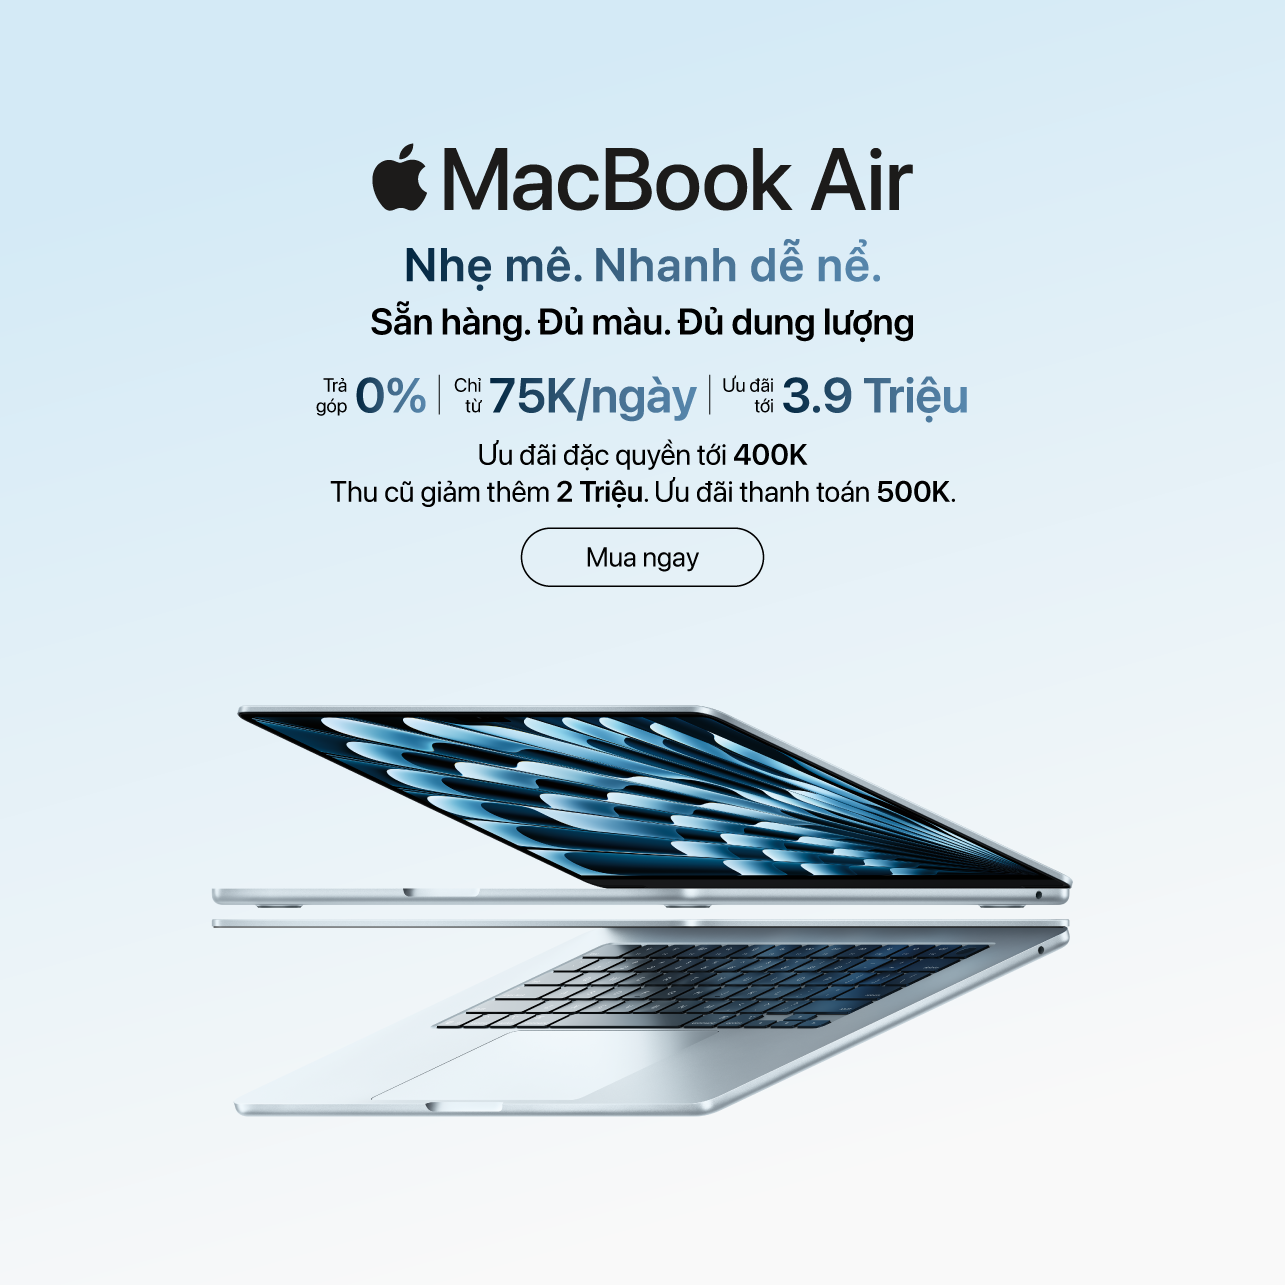 MacBook Air
Nhẹ mê. Nhanh dễ nể.
Sẵn hàng. Đủ màu. Đủ dung lượng
Trả góp 0% | Chỉ từ 75K/ngày | Ưu đãi tới 3.9 Triệu
Ưu đãi đặc quyền tới 400K
Thu cũ giảm thêm 2 Triệu. Ưu đãi thanh toán 500K.
Mua ngay